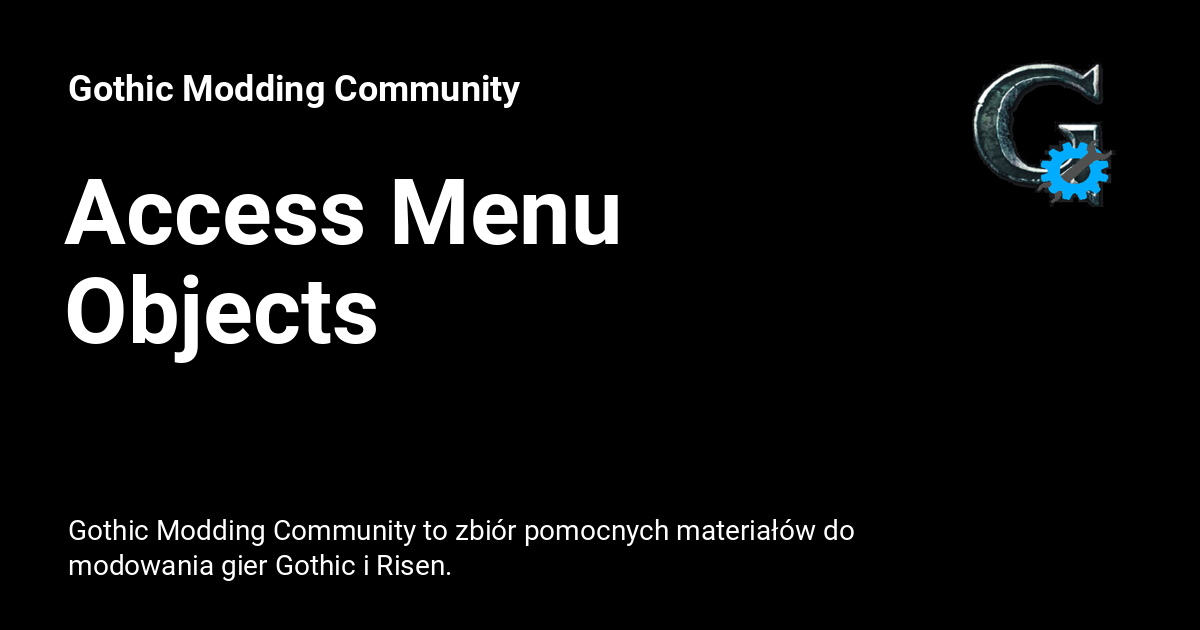 Gothic Modding Community
Access Menu
Objects
Gothic Modding Community to zbiór pomocnych materiałów do
modowania gier Gothic i Risen.